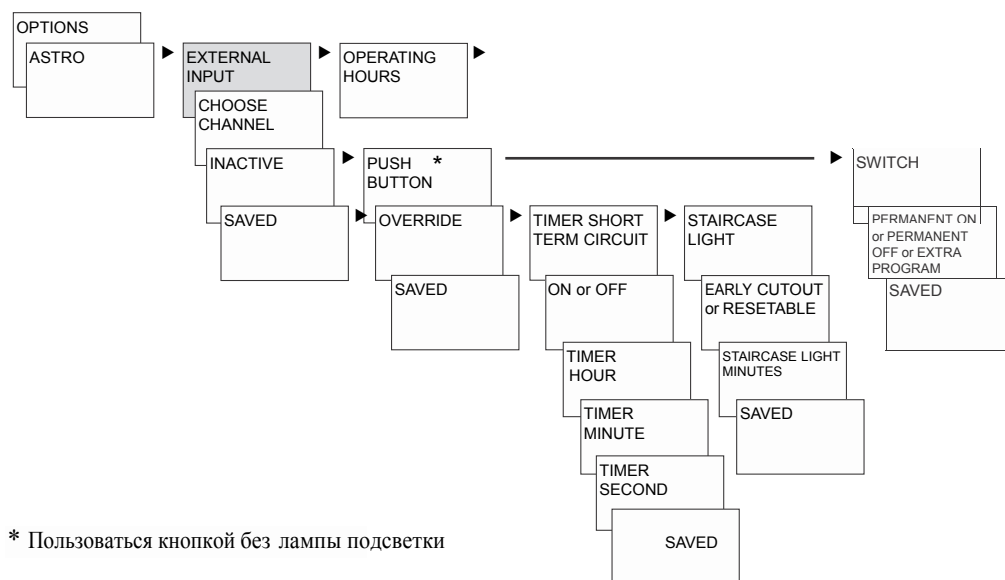 OPTIONS
ASTRO
EXTERNAL
INPUT
OPERATING
HOURS
CHOOSE
CHANNEL
INACTIVE
PUSH *
BUTTON
SWITCH
SAVED
OVERRIDE
TIMER SHORT
TERM CIRCUIT
STAIRCASE
LIGHT
PERMANENT ON
or PERMANENT
OFF or EXTRA
PROGRAM
SAVED
ON or OFF
EARLY CUTOUT
or RESETABLE
SAVED
TIMER
HOUR
STAIRCASE LIGHT
MINUTES
TIMER
MINUTE
SAVED
TIMER
SECOND
SAVED
* Пользоваться кнопкой без лампы подсветки